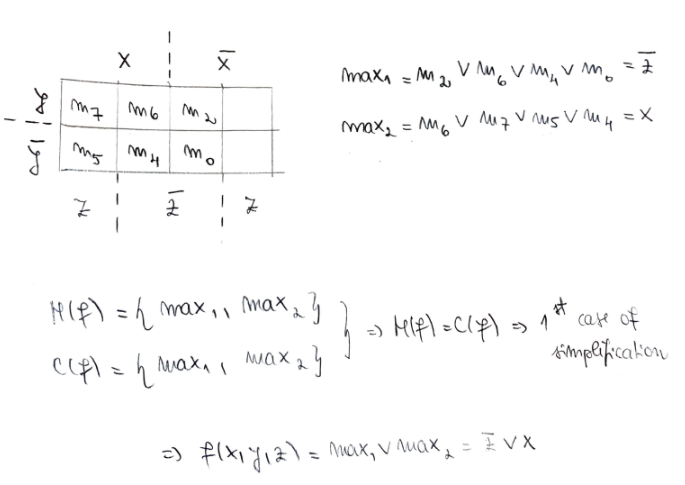 x x̄
y m₇ m₆ m₂
ȳ m₅ m₄ m₀
z z̄ z
max₁ = m₂ ∨ m₆ ∨ m₄ ∨ m₀ = z̄
max₂ = m₆ ∨ m₇ ∨ m₅ ∨ m₄ = x
M(f) = { max₁, max₂ }
C(f) = { max₁, max₂ } } => M(f) = C(f) => 1st case of
simplification
=> f(x,y,z) = max₁ ∨ max₂ = z̄ ∨ x